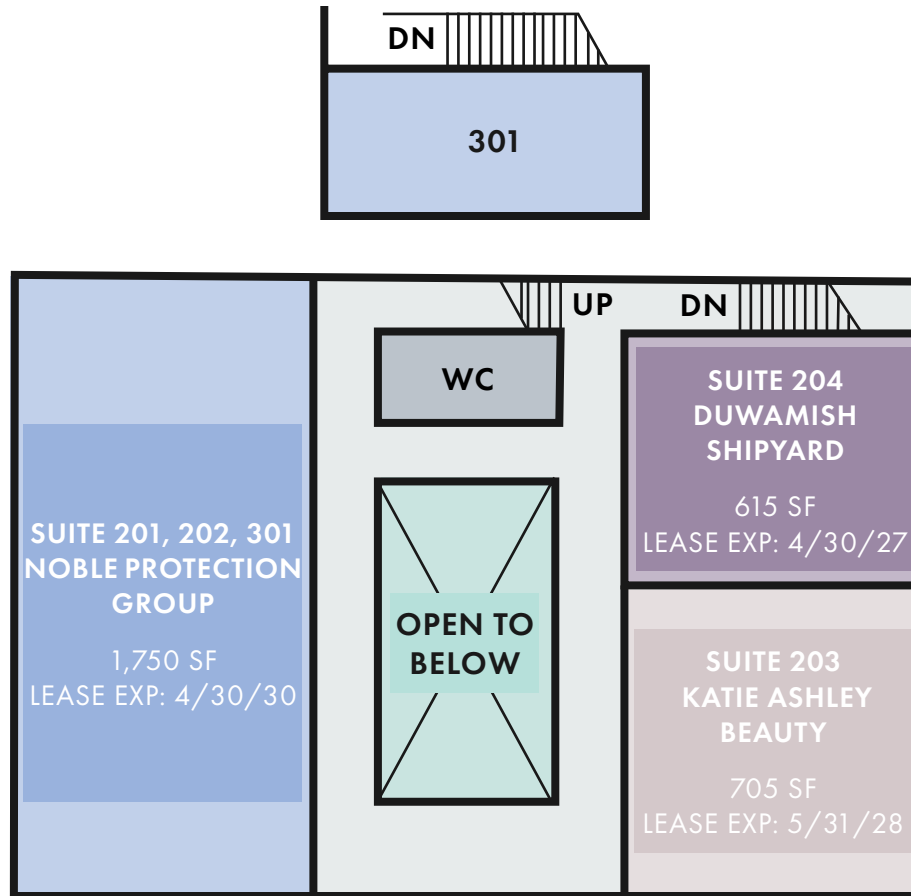 DN
301
UP
DN
WC
SUITE 204
DUWAMISH
SHIPYARD
615 SF
LEASE EXP: 4/30/27
SUITE 201, 202, 301
NOBLE PROTECTION
GROUP
1,750 SF
LEASE EXP: 4/30/30
OPEN TO
BELOW
SUITE 203
KATIE ASHLEY
BEAUTY
705 SF
LEASE EXP: 5/31/28